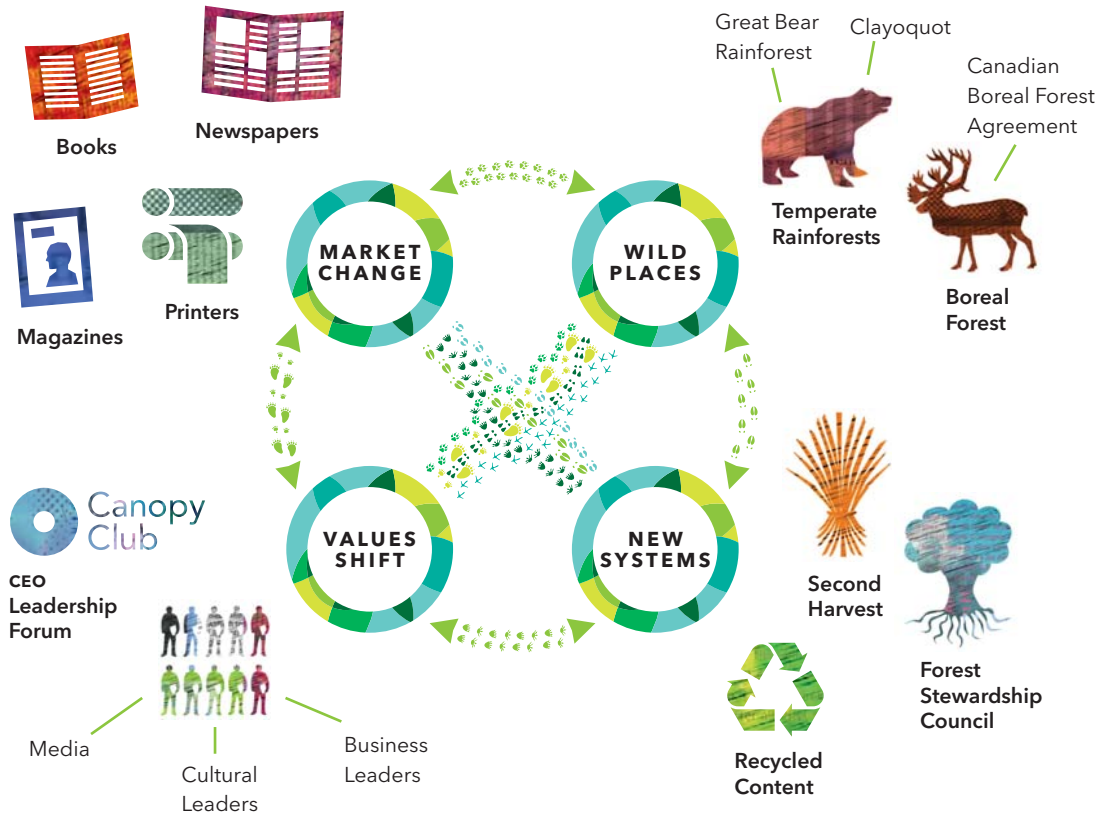 Books
Newspapers
Magazines
Printers
MARKET
CHANGE
WILD
PLACES
Great Bear
Rainforest
Clayoquot
Canadian
Boreal Forest
Agreement
Temperate
Rainforests
Boreal
Forest
Canopy
Club
CEO
Leadership
Forum
Media
Cultural
Leaders
Business
Leaders
VALUES
SHIFT
NEW
SYSTEMS
Second
Harvest
Forest
Stewardship
Council
Recycled
Content